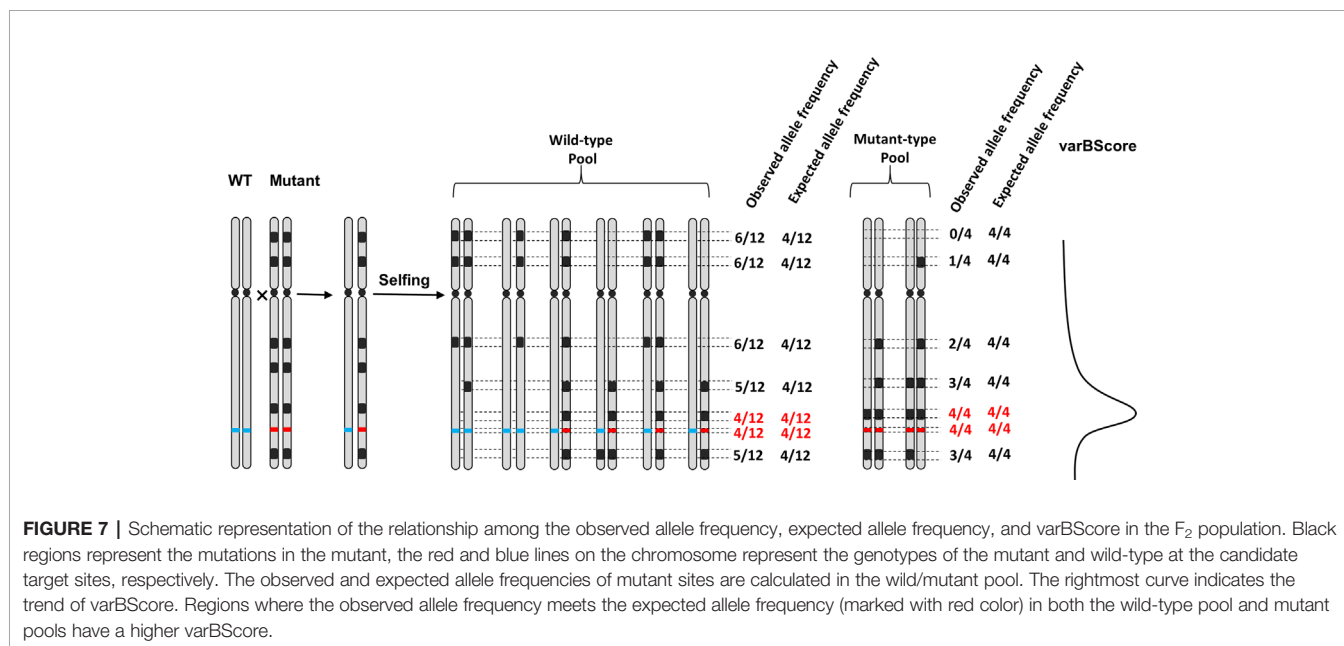 Observed allele frequency
Expected allele frequency
Observed allele frequency
Expected allele frequency
Wild-type
Pool
Mutant-type
Pool
varBScore
WT Mutant
×
Selfing
6/12 4/12 0/4 4/4
6/12 4/12 1/4 4/4
6/12 4/12 2/4 4/4
5/12 4/12 3/4 4/4
4/12 4/12 4/4 4/4
4/12 4/12 4/4 4/4
5/12 4/12 3/4 4/4
FIGURE 7 | Schematic representation of the relationship among the observed allele frequency, expected allele frequency, and varBScore in the F₂ population. Black
regions represent the mutations in the mutant, the red and blue lines on the chromosome represent the genotypes of the mutant and wild-type at the candidate
target sites, respectively. The observed and expected allele frequencies of mutant sites are calculated in the wild/mutant pool. The rightmost curve indicates the
trend of varBScore. Regions where the observed allele frequency meets the expected allele frequency (marked with red color) in both the wild-type pool and mutant
pools have a higher varBScore.